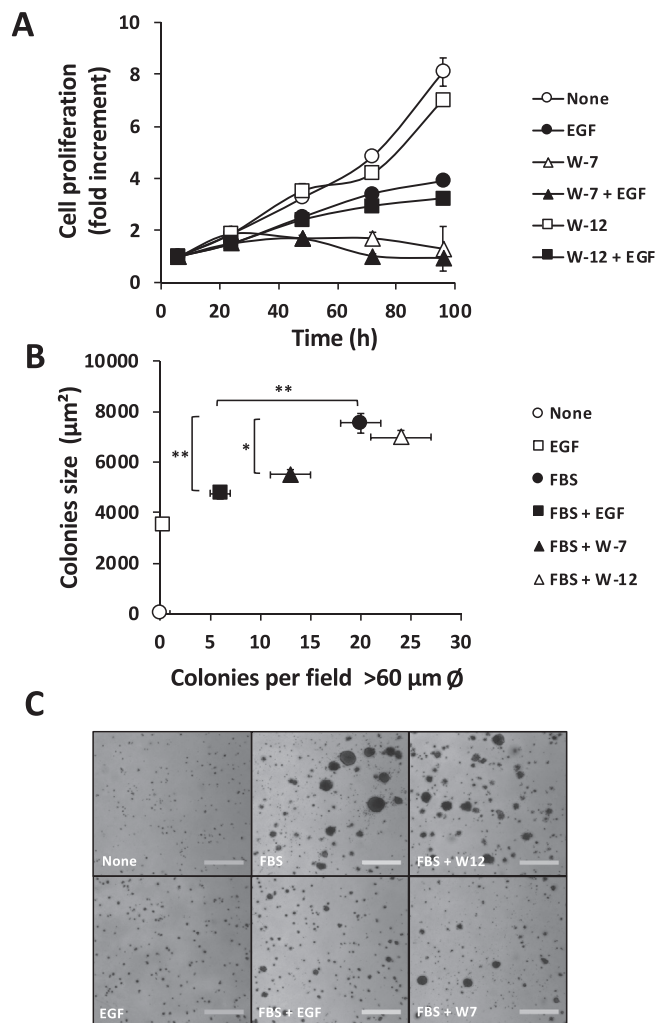 A
Cell proliferation
(fold increment)
10
8
6
4
2
0
0 20 40 60 80 100
Time (h)
None
EGF
W-7
W-7 + EGF
W-12
W-12 + EGF
B
Colonies size (µm²)
10000
8000
6000
4000
2000
0
**
**
*
0 5 10 15 20 25 30
Colonies per field >60 µm Ø
None
EGF
FBS
FBS + EGF
FBS + W-7
FBS + W-12
C
None
FBS
FBS + W12
EGF
FBS + EGF
FBS + W7